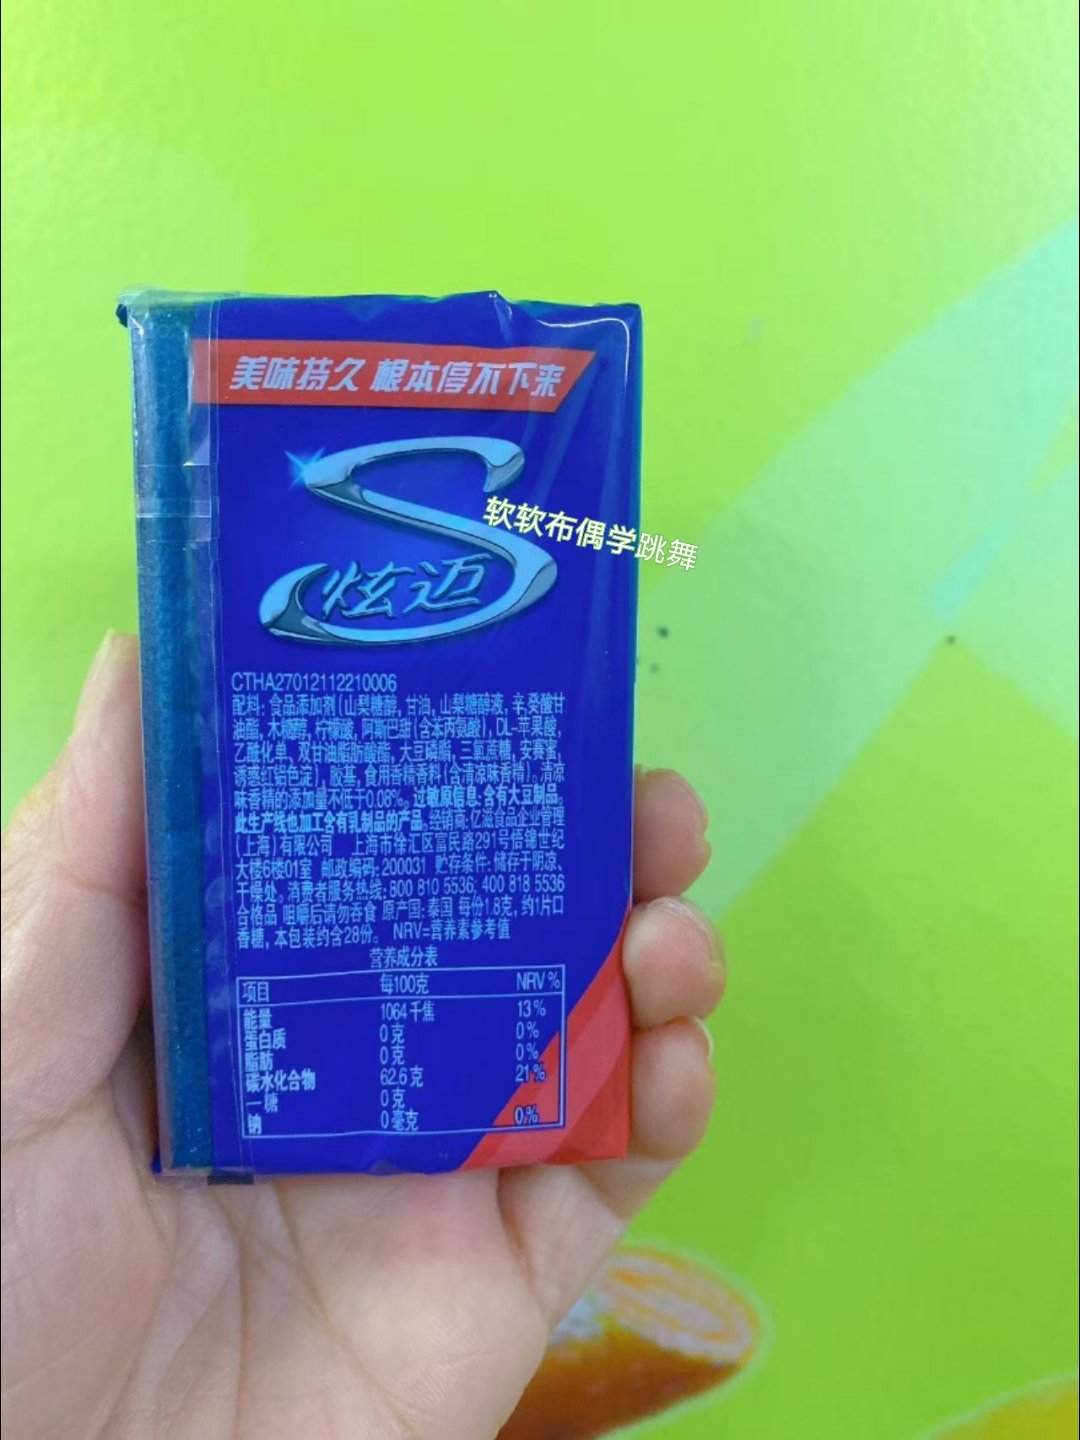 美味持久 根本停不下来
炫迈
软软布偶学跳舞
CTHA27012112210006
配料: 食品添加剂(山梨糖醇, 甘油, 山梨糖醇液, 辛,癸酸甘
油酯, 木糖醇, 柠檬酸, 阿斯巴甜(含苯丙氨酸), DL-苹果酸,
乙酰化单、双甘油脂肪酸酯, 大豆磷脂, 三氯蔗糖, 安赛蜜,
诱惑红铝色淀), 胶基, 食用香精香料(含清凉味香精)。清凉
味香精的添加量不低于0.08%。过敏原信息:含有大豆制品。
此生产线也加工含有乳制品的产品。经销商:亿滋食品企业管理
(上海)有限公司 上海市徐汇区富民路291号悟锦世纪
大楼6楼01室 邮政编码: 200031 贮存条件: 储存于阴凉、
干燥处。消费者服务热线: 800 810 5536; 400 818 5536
合格品 咀嚼后请勿吞食 原产国: 泰国 每份1.8克, 约1片口
香糖, 本包装约含28份。 NRV=营养素参考值
营养成分表
项目 每100克 NRV%
能量 1064千焦 13%
蛋白质 0克 0%
脂肪 0克 0%
碳水化合物 62.6克 21%
一糖 0克
钠 0毫克 0%